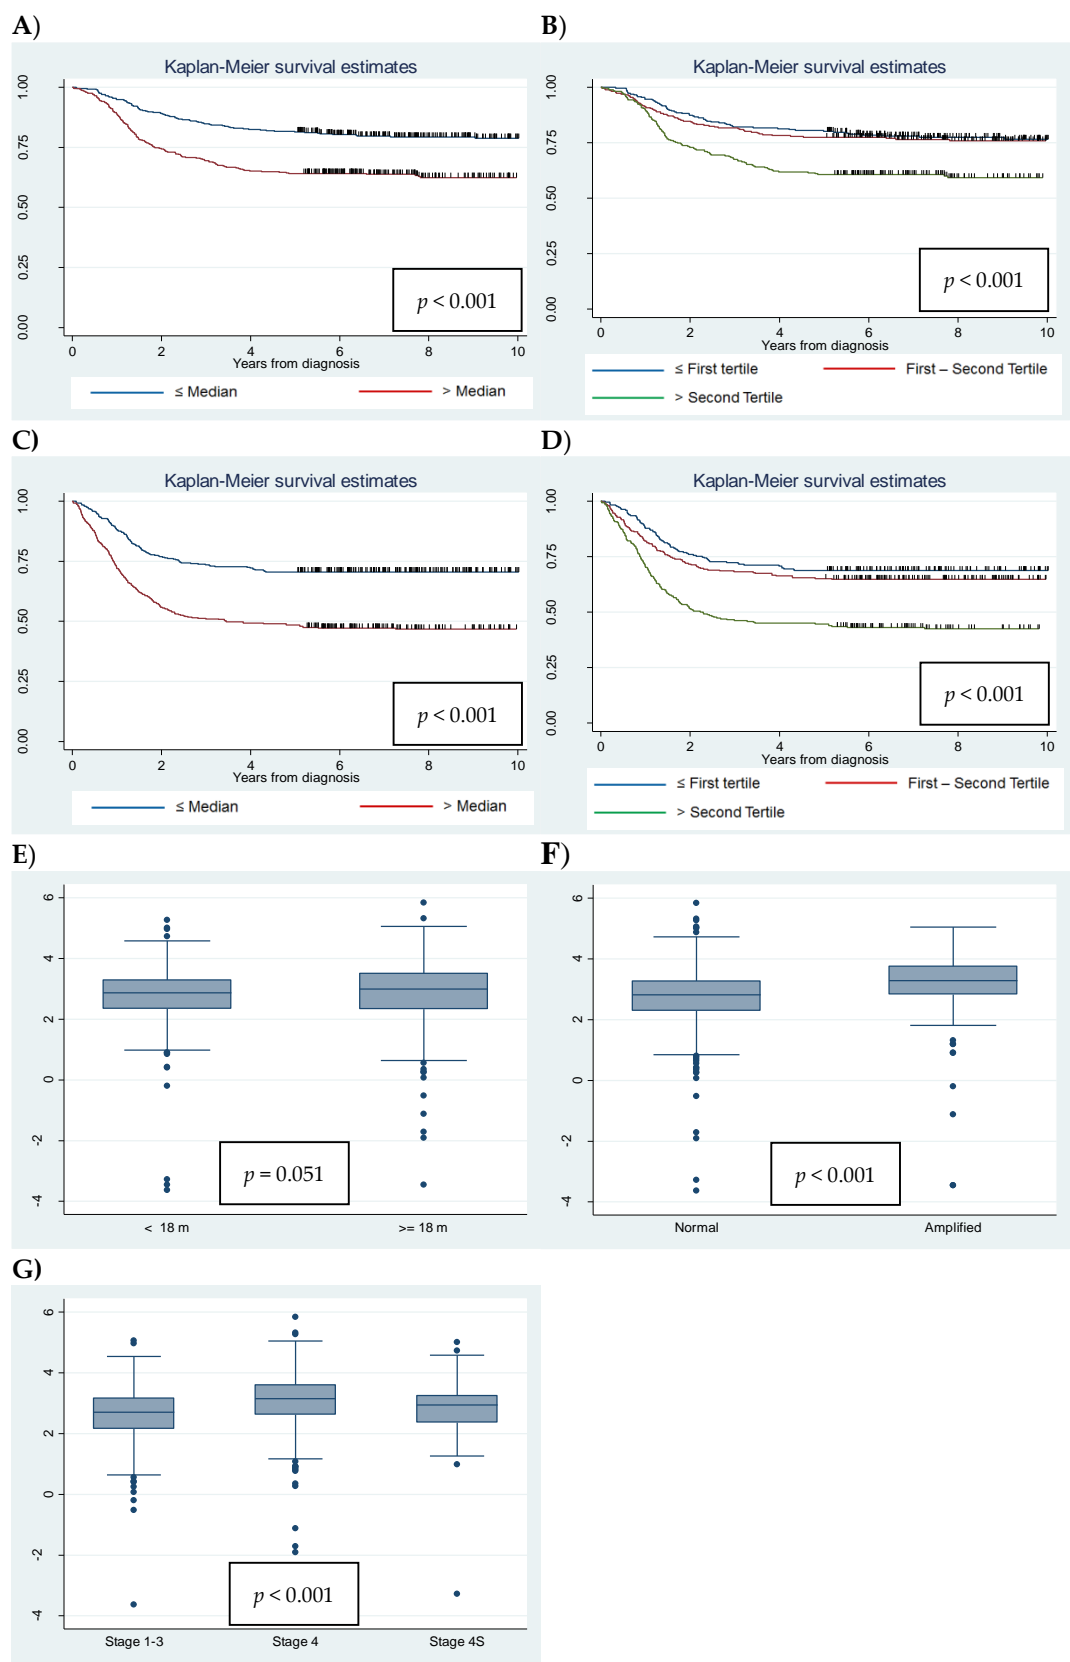 A)
Kaplan-Meier survival estimates
1.00
0.75
0.50
0.25
0.00
p < 0.001
0 2 4 6 8 10
Years from diagnosis
≤ Median > Median
B)
Kaplan-Meier survival estimates
1.00
0.75
0.50
0.25
0.00
p < 0.001
0 2 4 6 8 10
Years from diagnosis
≤ First tertile First – Second Tertile
> Second Tertile
C)
Kaplan-Meier survival estimates
1.00
0.75
0.50
0.25
0.00
p < 0.001
0 2 4 6 8 10
Years from diagnosis
≤ Median > Median
D)
Kaplan-Meier survival estimates
1.00
0.75
0.50
0.25
0.00
p < 0.001
0 2 4 6 8 10
Years from diagnosis
≤ First tertile First – Second Tertile
> Second Tertile
E)
6
4
2
0
-2
-4
p = 0.051
< 18 m >= 18 m
F)
6
4
2
0
-2
-4
p < 0.001
Normal Amplified
G)
6
4
2
0
-2
-4
p < 0.001
Stage 1-3 Stage 4 Stage 4S